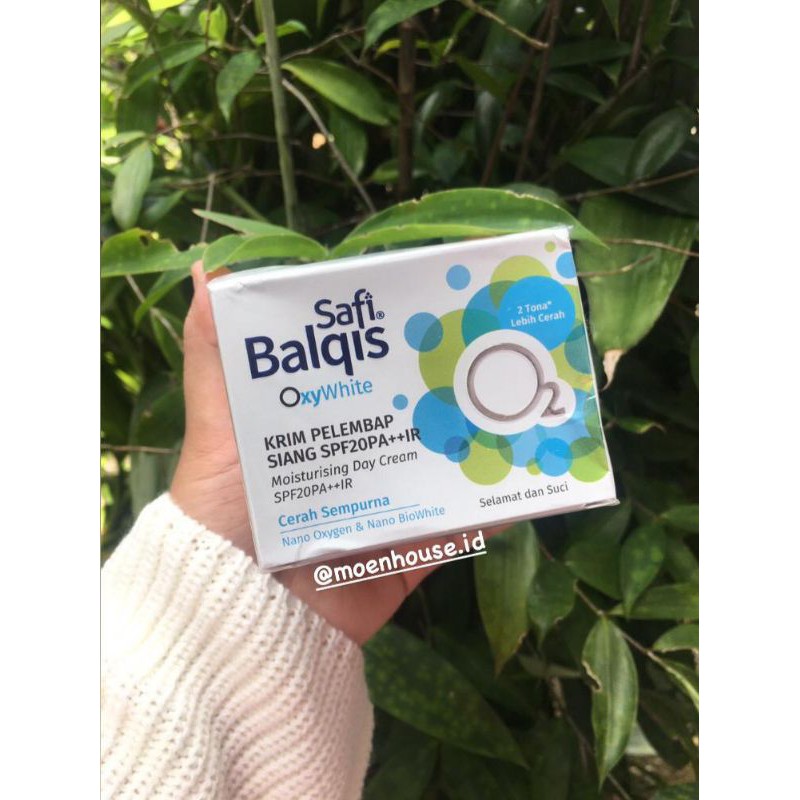 Safi®
Balqis
OxyWhite
KRIM PELEMBAP
SIANG SPF20PA++IR
Moisturising Day Cream
SPF20PA++IR
Cerah Sempurna
Nano Oxygen & Nano BioWhite
2 Tona*
Lebih Cerah
O2
Selamat dan Suci
@moenhouse.id